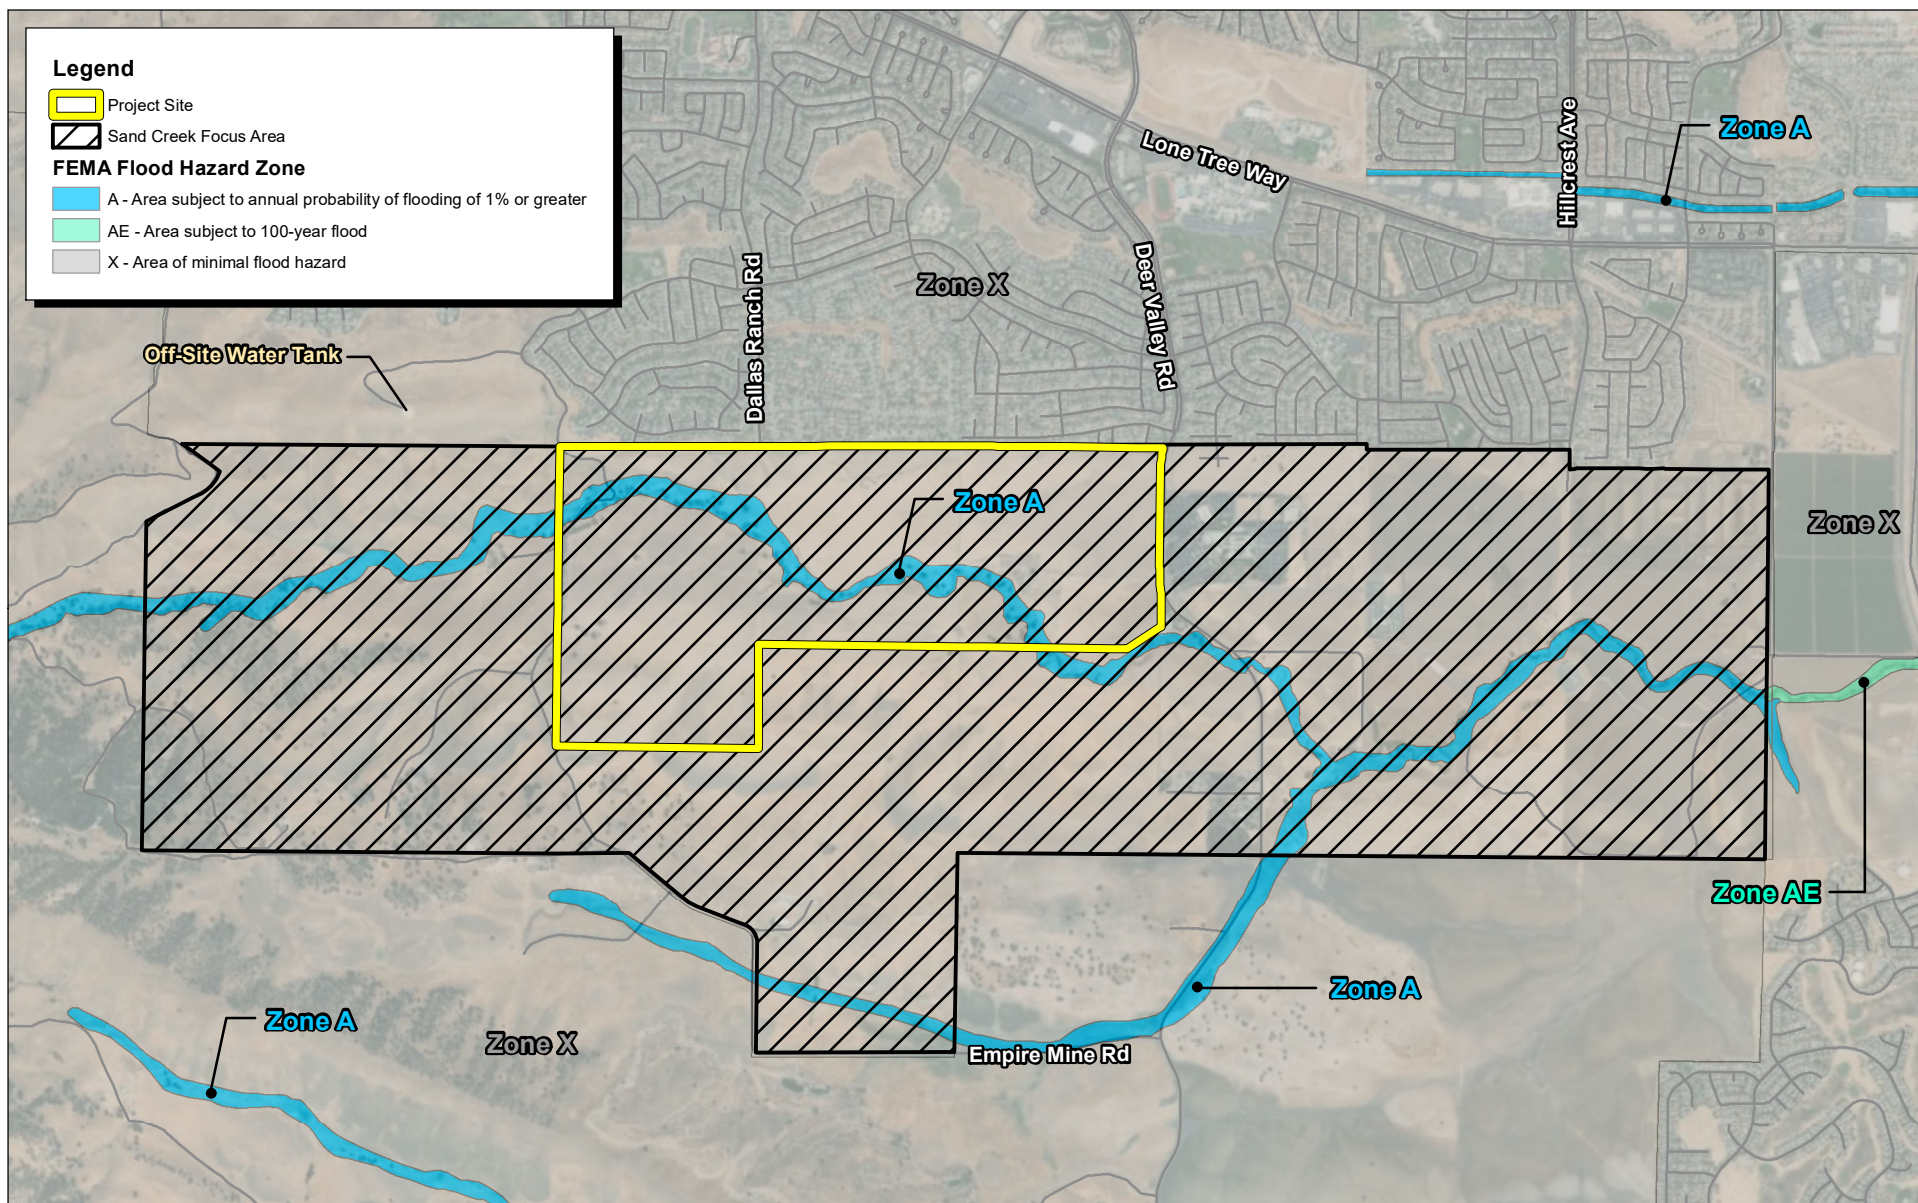 Legend
Project Site
Sand Creek Focus Area
FEMA Flood Hazard Zone
A - Area subject to annual probability of flooding of 1% or greater
AE - Area subject to 100-year flood
X - Area of minimal flood hazard
Zone A
Hillcrest Ave
Lone Tree Way
Zone X
Deer Valley Rd
Dallas Ranch Rd
Off-Site Water Tank
Zone A
Zone X
Zone AE
Zone A
Zone A
Zone X
Empire Mine Rd